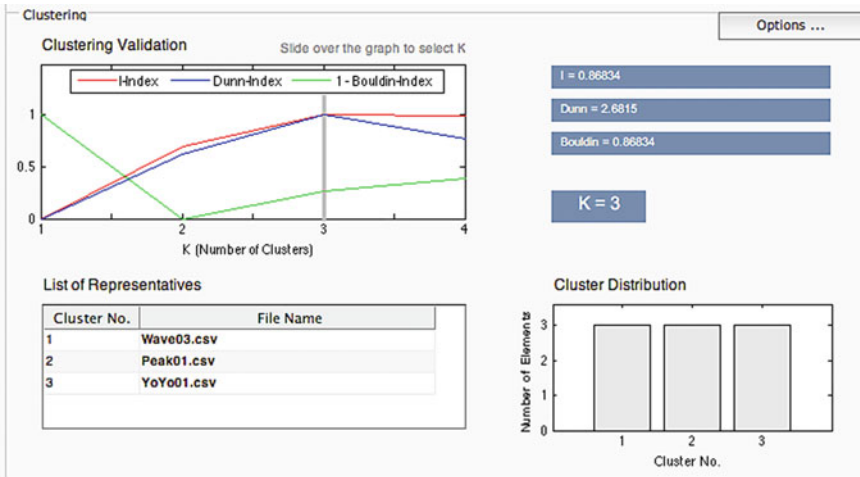 Clustering
Options ...
Clustering Validation
Slide over the graph to select K
I-Index
Dunn-Index
1 - Bouldin-Index
1
0.5
0
1
2
3
4
K (Number of Clusters)
I = 0.86834
Dunn = 2.6815
Bouldin = 0.86834
K = 3
List of Representatives
Cluster No.
File Name
1 Wave03.csv
2 Peak01.csv
3 YoYo01.csv
Cluster Distribution
Number of Elements
3
2
1
0
1
2
3
Cluster No.